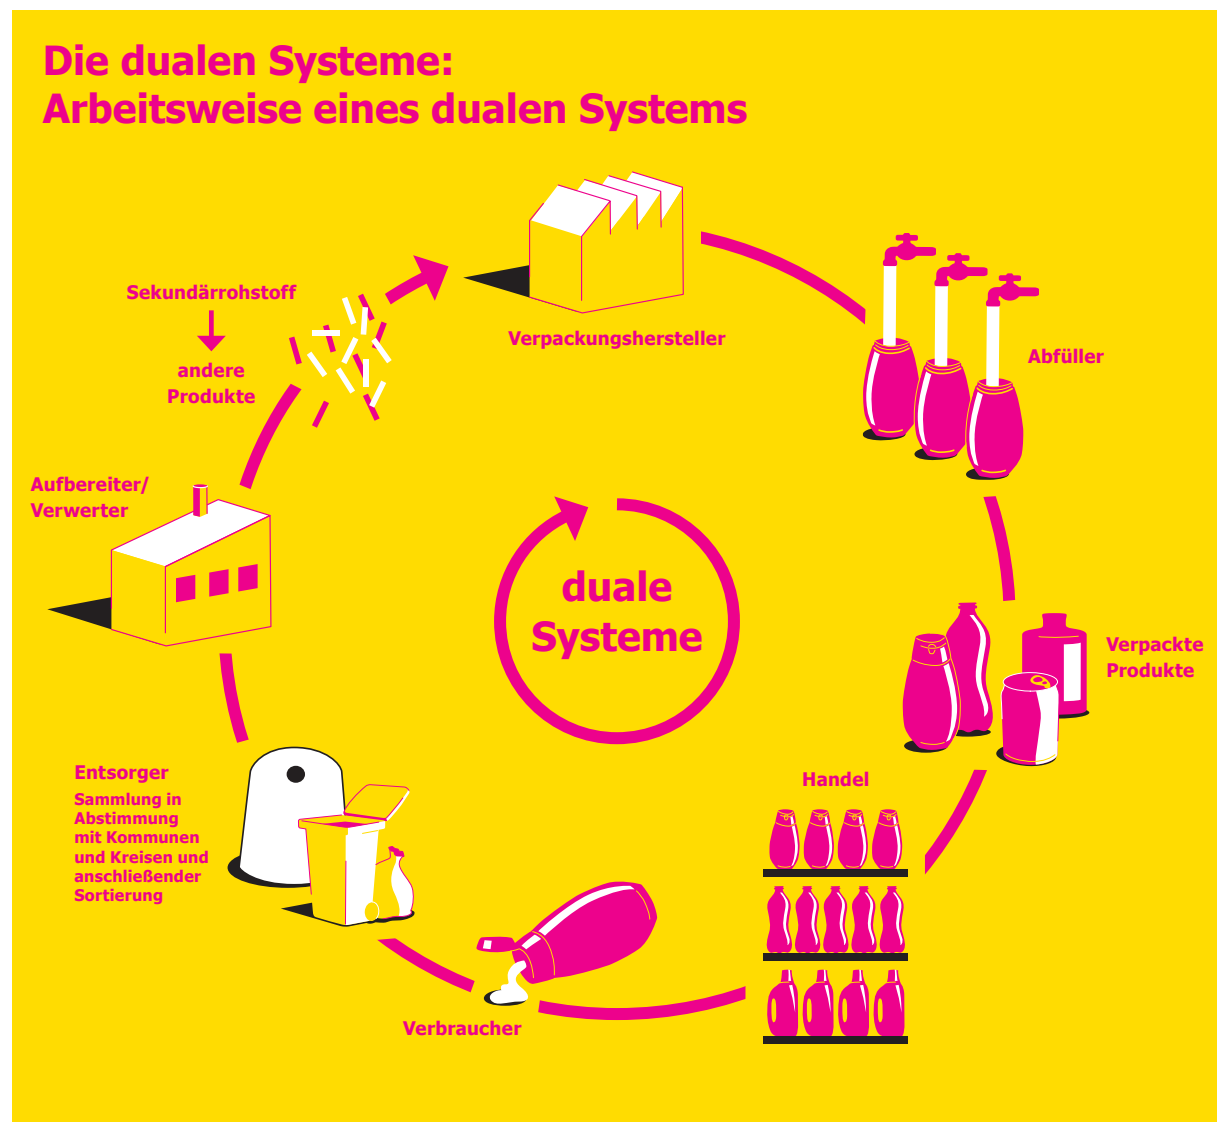 Die dualen Systeme:
Arbeitsweise eines dualen Systems
Verpackungshersteller
Abfüller
Verpackte
Produkte
Handel
Verbraucher
Entsorger
Sammlung in
Abstimmung
mit Kommunen
und Kreisen und
anschließender
Sortierung
Aufbereiter/
Verwerter
Sekundärrohstoff
andere
Produkte
duale
Systeme